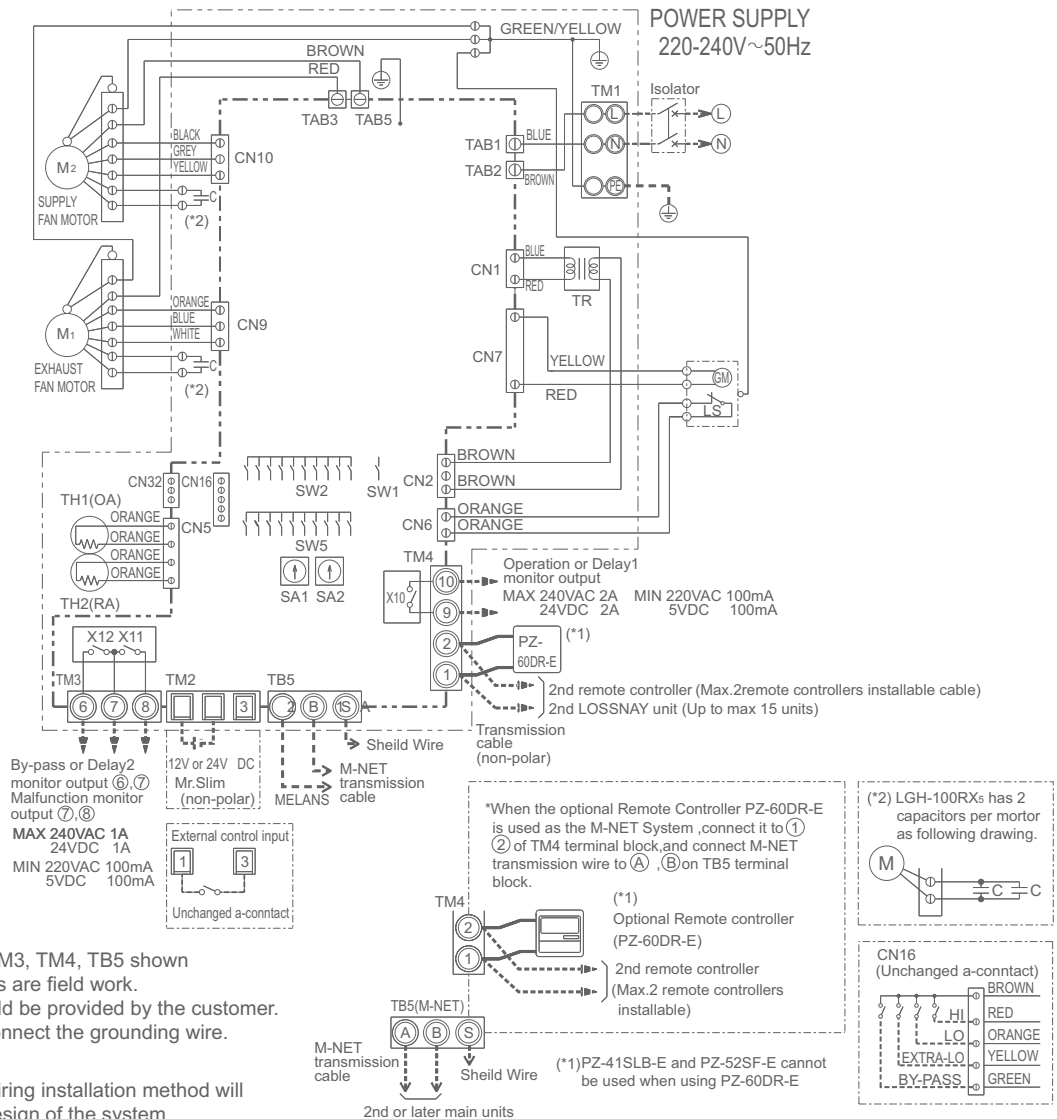 POWER SUPPLY
220-240V~50Hz
GREEN/YELLOW
BROWN
RED
TAB3
TAB5
TM1
Isolator
L
N
PE
L
N
BLACK
GREY
YELLOW
CN10
M2
SUPPLY
FAN MOTOR
C
(*2)
TAB1
BLUE
TAB2
BROWN
ORANGE
BLUE
WHITE
CN9
M1
EXHAUST
FAN MOTOR
C
(*2)
CN1
BLUE
RED
TR
CN7
YELLOW
RED
GM
LS
CN2
BROWN
BROWN
CN6
ORANGE
ORANGE
CN32
CN16
SW2
SW1
TH1(OA)
ORANGE
ORANGE
ORANGE
ORANGE
CN5
TH2(RA)
SW5
SA1
SA2
TM4
X10
10
9
2
1
Operation or Delay1
monitor output
MAX 240VAC 2A MIN 220VAC 100mA
24VDC 2A 5VDC 100mA
PZ-
60DR-E
(*1)
2nd remote controller (Max.2remote controllers installable cable)
2nd LOSSNAY unit (Up to max 15 units)
Transmission
cable
(non-polar)
X12 X11
TM3
6 7 8
TM2
3
TB5
2 B 1S A
Sheild Wire
M-NET
transmission
cable
MELANS
By-pass or Delay2
monitor output ⑥,⑦
Malfunction monitor
output ⑦,⑧
MAX 240VAC 1A
24VDC 1A
MIN 220VAC 100mA
5VDC 100mA
12V or 24V DC
Mr.Slim
(non-polar)
External control input
1 3
Unchanged a-conntact
*When the optional Remote Controller PZ-60DR-E
is used as the M-NET System ,connect it to ①
② of TM4 terminal block,and connect M-NET
transmission wire to Ⓐ ,Ⓑ on TB5 terminal
block.
TM4
2
1
(*1)
Optional Remote controller
(PZ-60DR-E)
2nd remote controller
(Max.2 remote controllers
installable)
TB5(M-NET)
A B S
M-NET
transmission
cable
Sheild Wire
2nd or later main units
(*1)PZ-41SLB-E and PZ-52SF-E cannot
be used when using PZ-60DR-E
(*2) LGH-100RX5 has 2
capacitors per mortor
as following drawing.
M
C C
CN16
(Unchanged a-conntact)
BROWN
HI RED
LO ORANGE
EXTRA-LO YELLOW
BY-PASS GREEN
M3, TM4, TB5 shown
s are field work.
ld be provided by the customer.
onnect the grounding wire.
iring installation method will
esign of the system